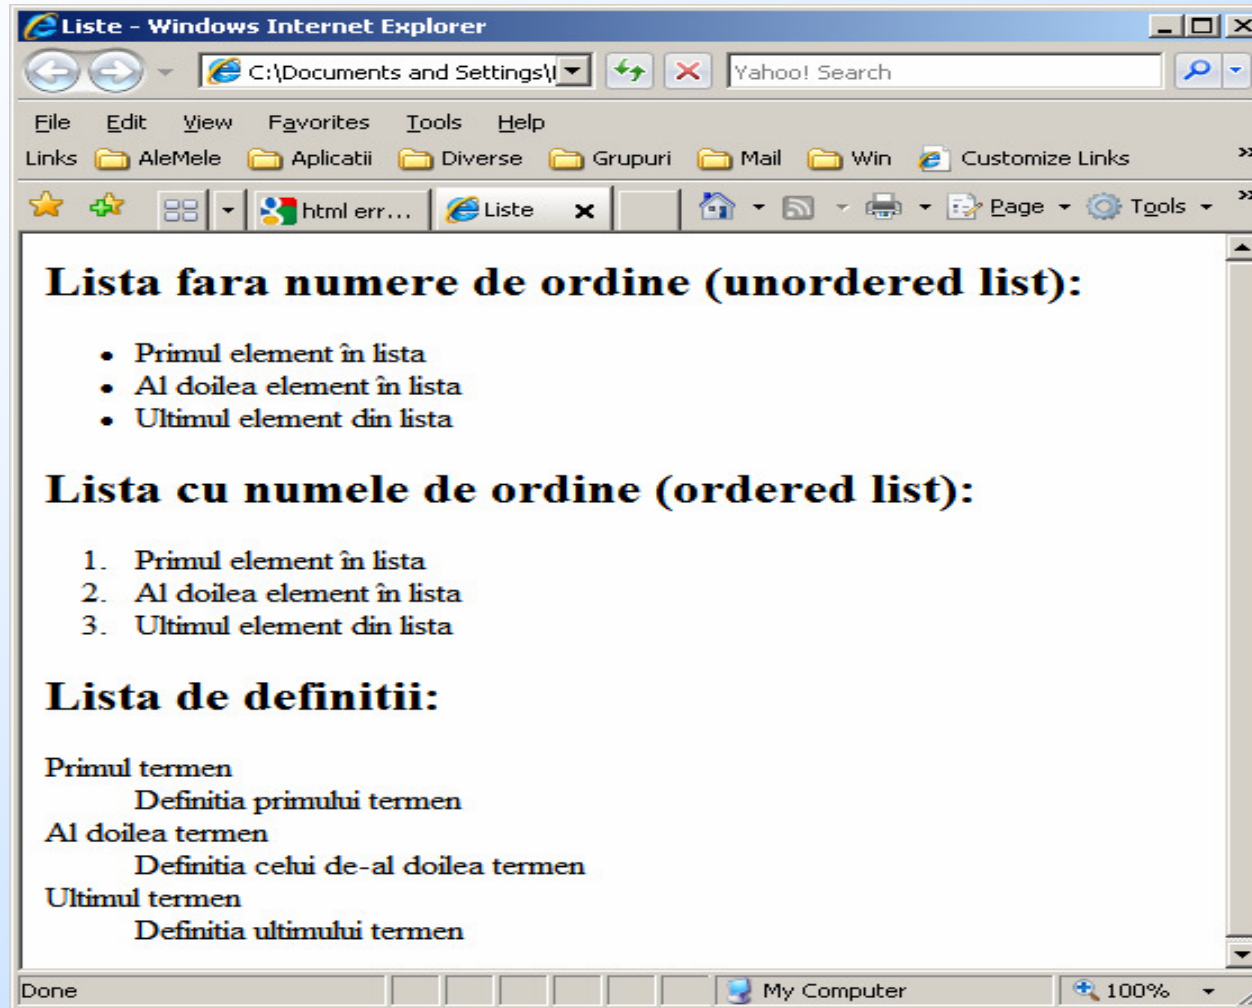 Liste - Windows Internet Explorer
C:\Documents and Settings\
Yahoo! Search
File Edit View Favorites Tools Help
Links AleMele Aplicatii Diverse Grupuri Mail Win Customize Links »
html err... Liste Page Tools »
Lista fara numere de ordine (unordered list):
• Primul element în lista
• Al doilea element în lista
• Ultimul element din lista
Lista cu numele de ordine (ordered list):
1. Primul element în lista
2. Al doilea element în lista
3. Ultimul element din lista
Lista de definitii:
Primul termen
Definitia primului termen
Al doilea termen
Definitia celui de-al doilea termen
Ultimul termen
Definitia ultimului termen
Done My Computer 100%